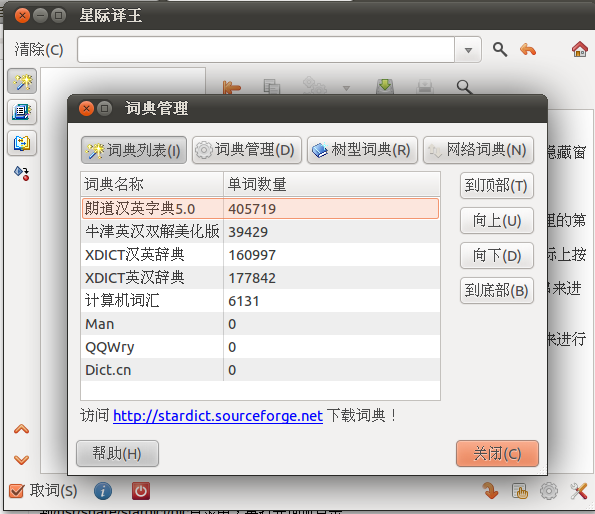 星际译王
清除(C)
词典管理
词典列表(I) 词典管理(D) 树型词典(R) 网络词典(N)
词典名称 单词数量
朗道汉英字典5.0 405719
牛津英汉双解美化版 39429
XDICT汉英辞典 160997
XDICT英汉辞典 177842
计算机词汇 6131
Man 0
QQWry 0
Dict.cn 0
到顶部(T)
向上(U)
向下(D)
到底部(B)
访问 http://stardict.sourceforge.net 下载词典！
帮助(H) 关闭(C)
隐藏窗
里的第
际上按
来进
来进行
取词(S)